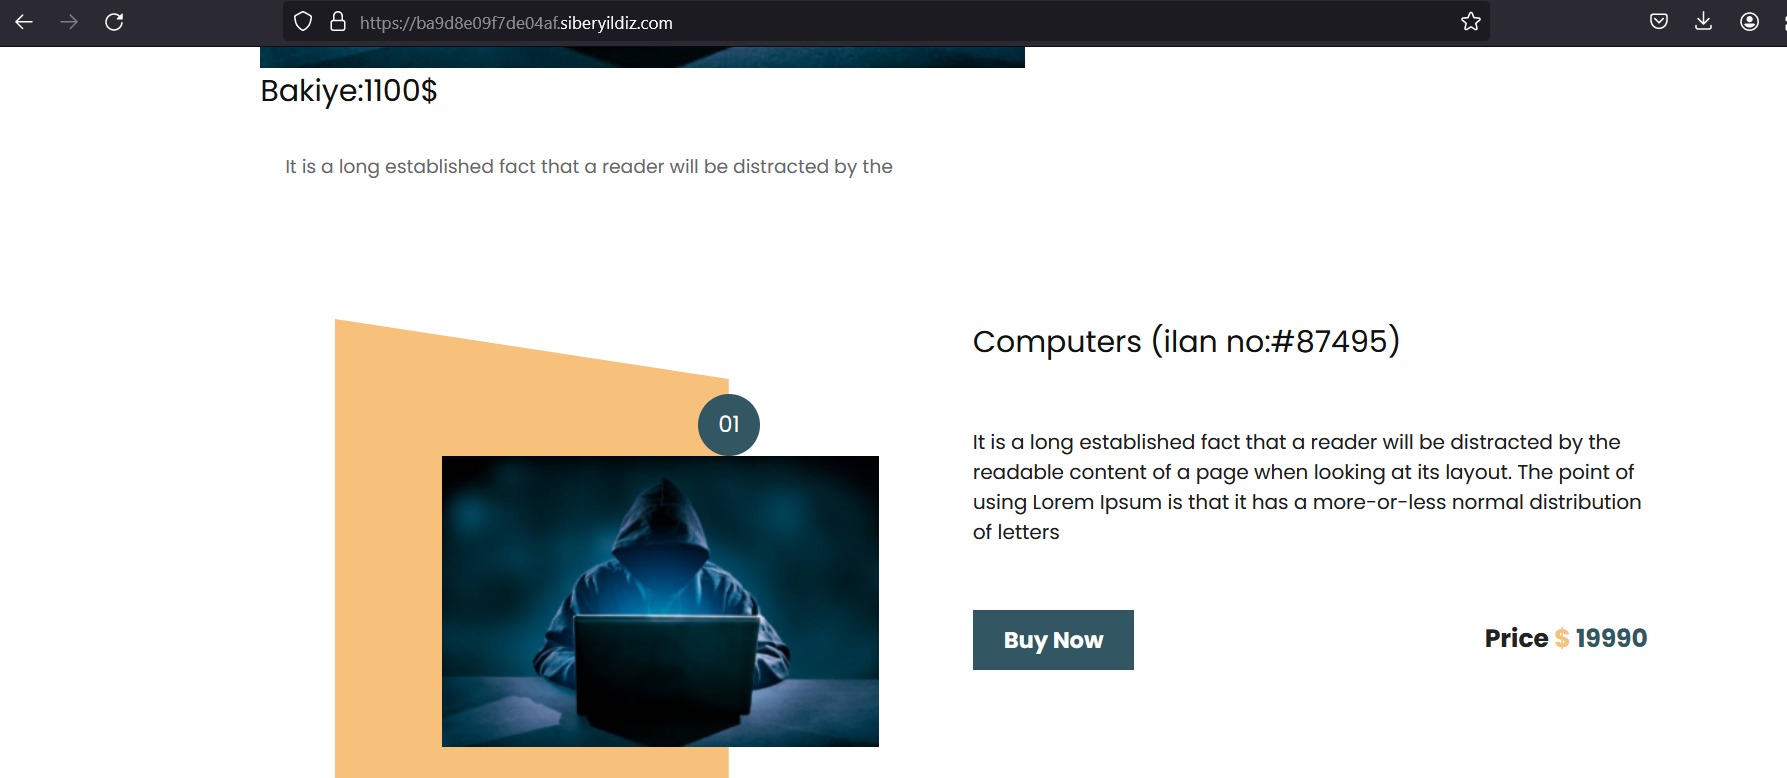 https://ba9d8e09f7de04af.siberyildiz.com
Bakiye:1100$
It is a long established fact that a reader will be distracted by the
01
Computers (ilan no:#87495)
It is a long established fact that a reader will be distracted by the
readable content of a page when looking at its layout. The point of
using Lorem Ipsum is that it has a more-or-less normal distribution
of letters
Buy Now
Price $ 19990